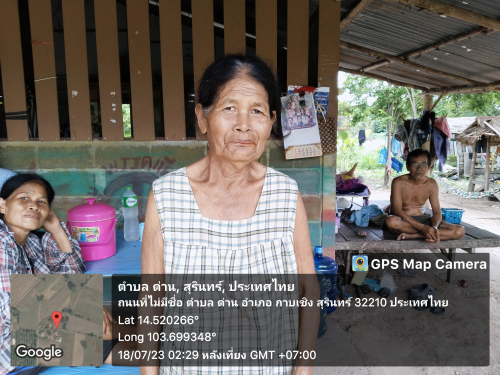 GPS Map Camera
ตำบล ด่าน, สุรินทร์, ประเทศไทย
ถนนที่ไม่มีชื่อ ตำบล ด่าน อำเภอ กาบเชิง สุรินทร์ 32210 ประเทศไทย
Lat 14.520266°
Long 103.699348°
18/07/23 02:29 หลังเที่ยง GMT +07:00
Google